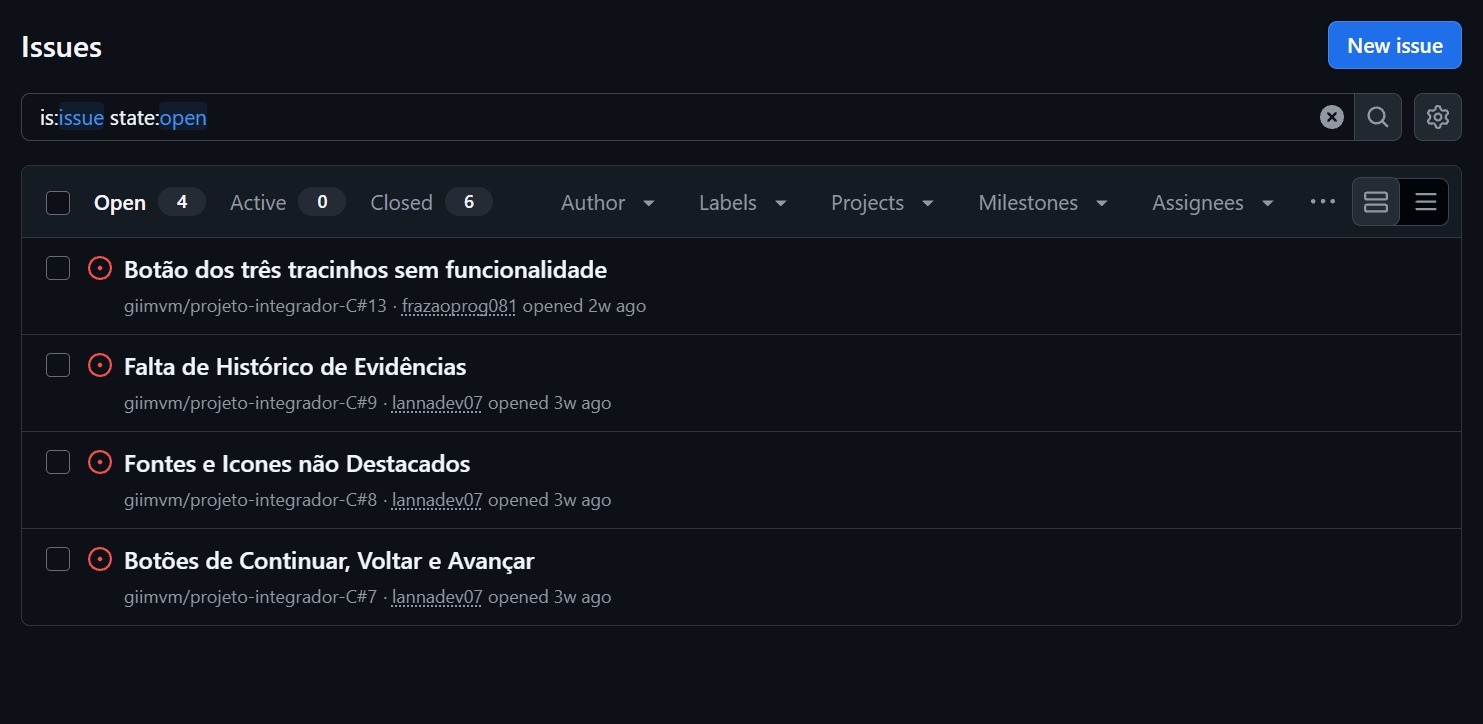 Issues
New issue
is:issue state:open
Open 4 Active 0 Closed 6 Author Labels Projects Milestones Assignees
Botão dos três tracinhos sem funcionalidade
giimvm/projeto-integrador-C#13 · frazaoprog081 opened 2w ago
Falta de Histórico de Evidências
giimvm/projeto-integrador-C#9 · lannadev07 opened 3w ago
Fontes e Icones não Destacados
giimvm/projeto-integrador-C#8 · lannadev07 opened 3w ago
Botões de Continuar, Voltar e Avançar
giimvm/projeto-integrador-C#7 · lannadev07 opened 3w ago